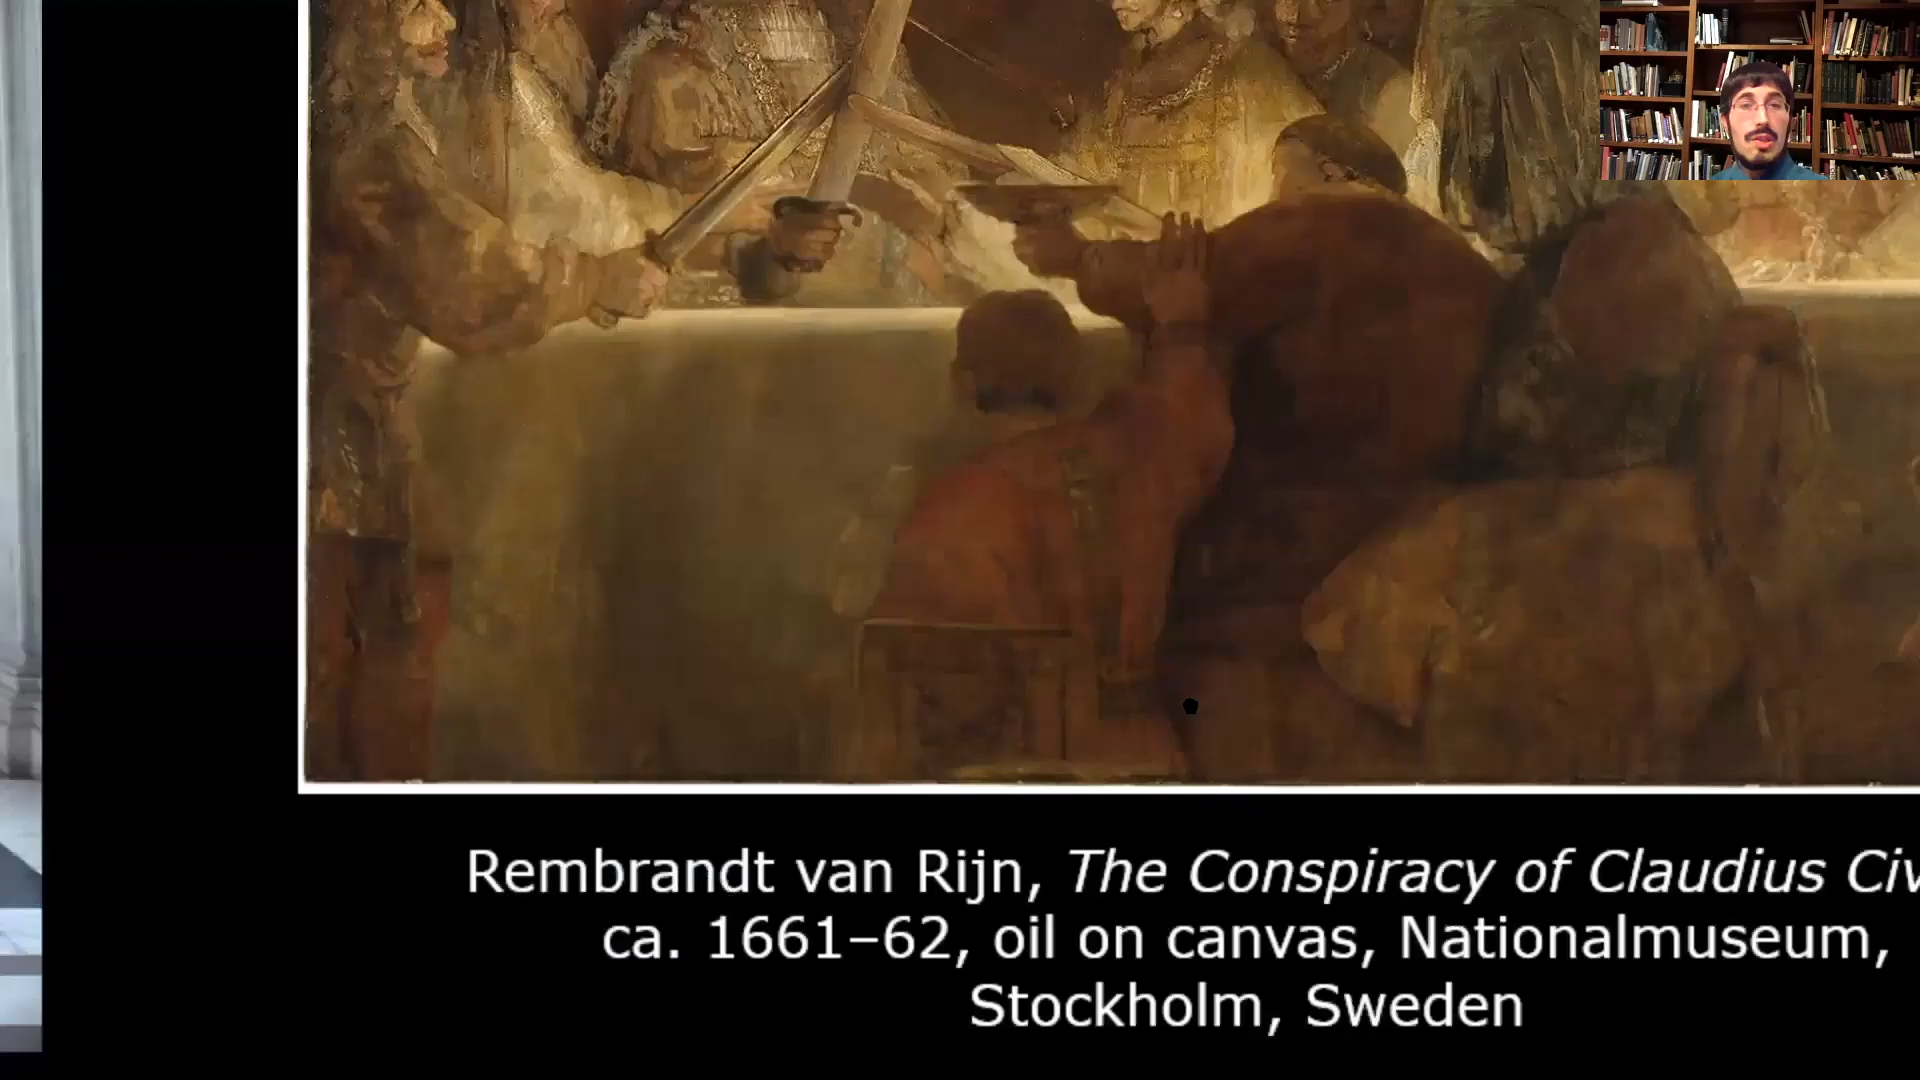 Rembrandt van Rijn, The Conspiracy of Claudius
ca. 1661–62, oil on canvas, Nationalmuseum,
Stockholm, Sweden